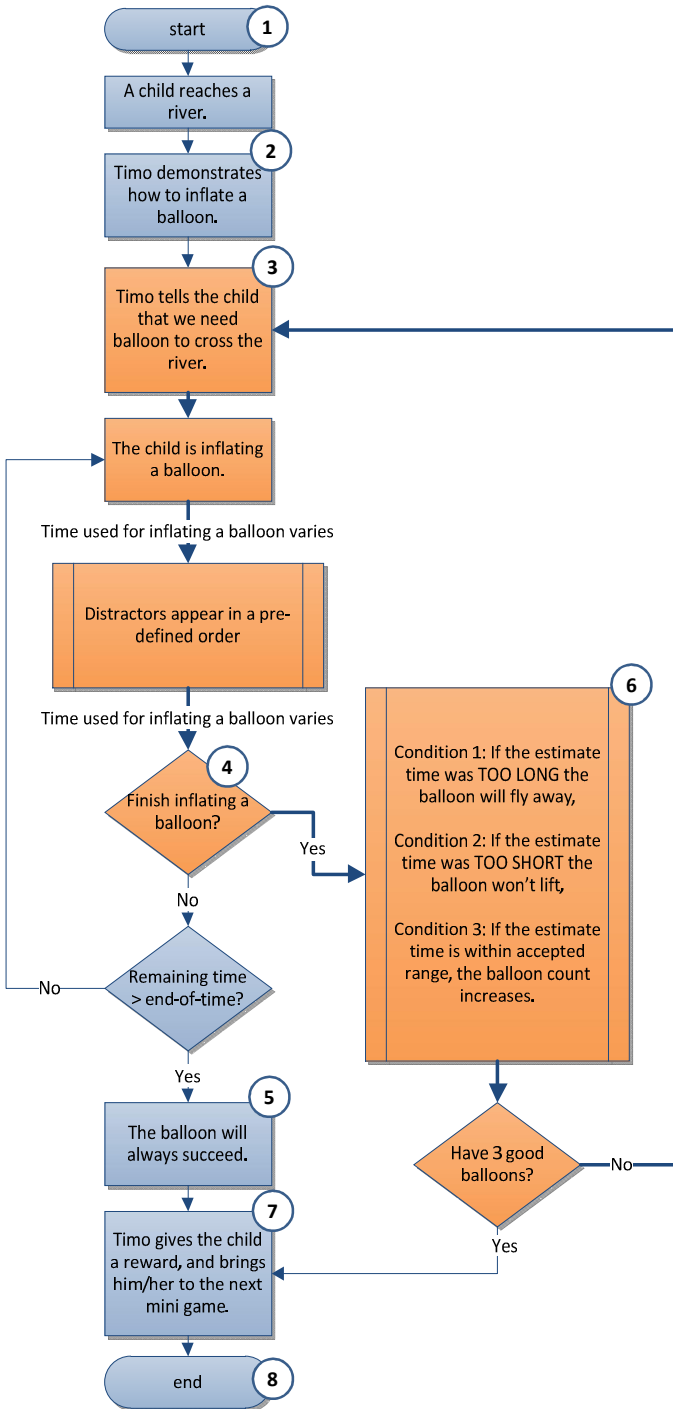 start
1
A child reaches a
river.
2
Timo demonstrates
how to inflate a
balloon.
3
Timo tells the child
that we need
balloon to cross the
river.
The child is inflating
a balloon.
Time used for inflating a balloon varies
Distractors appear in a pre-
defined order
Time used for inflating a balloon varies
4
Finish inflating a
balloon?
Yes
No
6
Condition 1: If the estimate
time was TOO LONG the
balloon will fly away,
Condition 2: If the estimate
time was TOO SHORT the
balloon won't lift,
Condition 3: If the estimate
time is within accepted
range, the balloon count
increases.
Remaining time
> end-of-time?
No
Yes
5
The balloon will
always succeed.
Have 3 good
balloons?
No
Yes
7
Timo gives the child
a reward, and brings
him/her to the next
mini game.
end
8